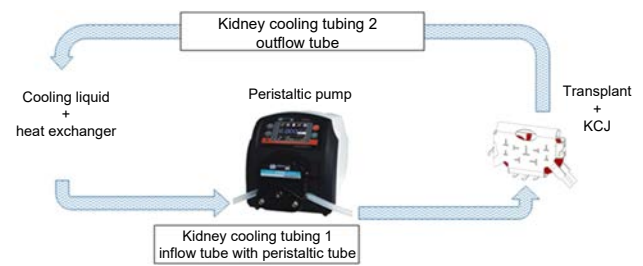 Kidney cooling tubing 2
outflow tube
Cooling liquid
+
heat exchanger
Peristaltic pump
Transplant
+
KCJ
Kidney cooling tubing 1
inflow tube with peristaltic tube